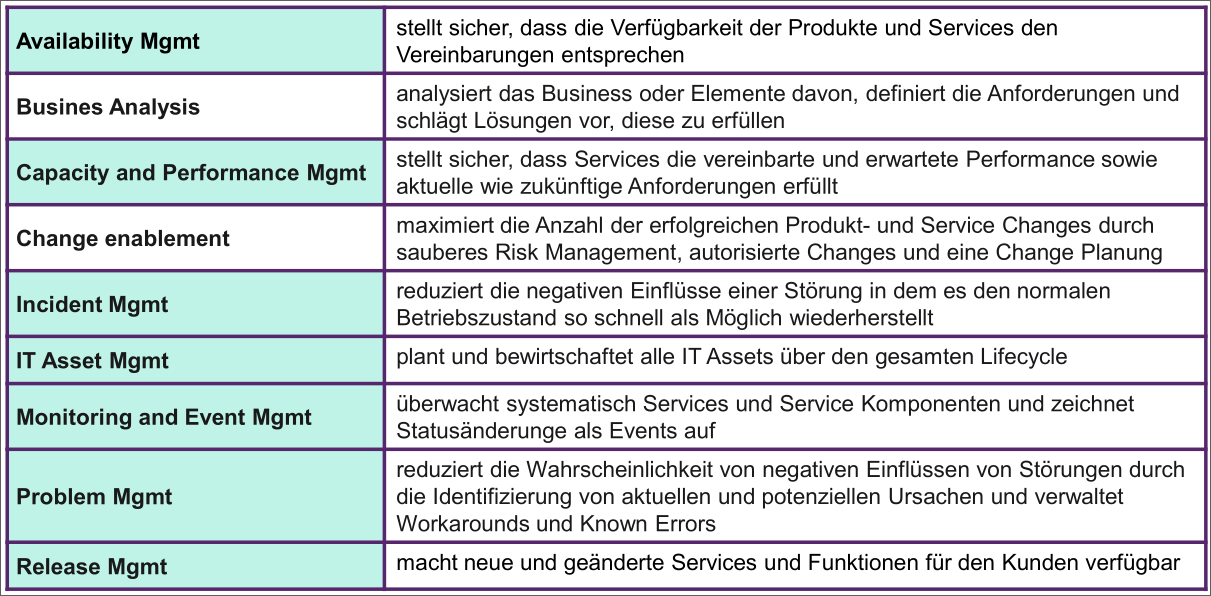 Availability Mgmt
stellt sicher, dass die Verfügbarkeit der Produkte und Services den
Vereinbarungen entsprechen
Busines Analysis
analysiert das Business oder Elemente davon, definiert die Anforderungen und
schlägt Lösungen vor, diese zu erfüllen
Capacity and Performance Mgmt
stellt sicher, dass Services die vereinbarte und erwartete Performance sowie
aktuelle wie zukünftige Anforderungen erfüllt
Change enablement
maximiert die Anzahl der erfolgreichen Produkt- und Service Changes durch
sauberes Risk Management, autorisierte Changes und eine Change Planung
Incident Mgmt
reduziert die negativen Einflüsse einer Störung in dem es den normalen
Betriebszustand so schnell als Möglich wiederherstellt
IT Asset Mgmt
plant und bewirtschaftet alle IT Assets über den gesamten Lifecycle
Monitoring and Event Mgmt
überwacht systematisch Services und Service Komponenten und zeichnet
Statusänderunge als Events auf
Problem Mgmt
reduziert die Wahrscheinlichkeit von negativen Einflüssen von Störungen durch
die Identifizierung von aktuellen und potenziellen Ursachen und verwaltet
Workarounds und Known Errors
Release Mgmt
macht neue und geänderte Services und Funktionen für den Kunden verfügbar